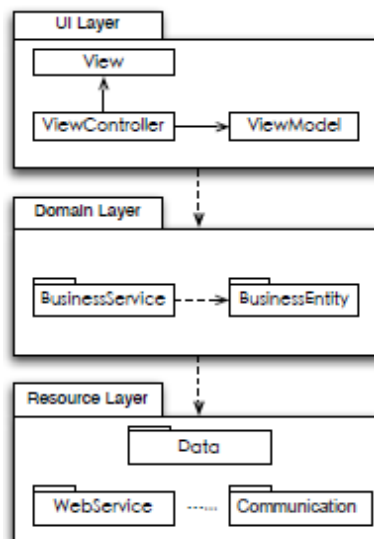 UI Layer
View
ViewController
ViewModel
Domain Layer
BusinessService
BusinessEntity
Resource Layer
Data
WebService
Communication